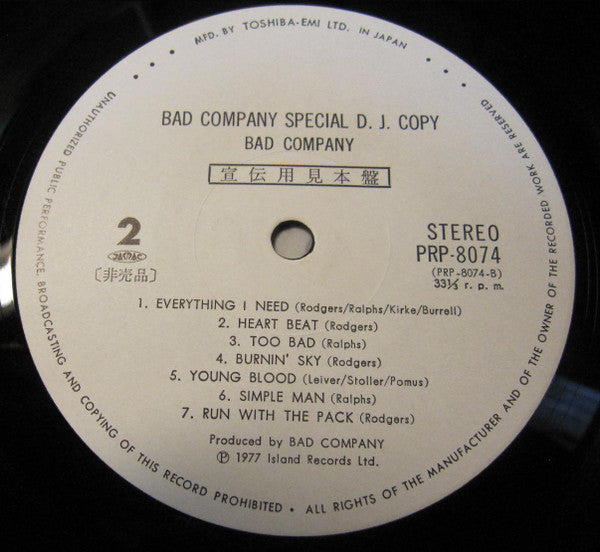 MFD. BY TOSHIBA-EMI LTD. IN JAPAN
BAD COMPANY SPECIAL D. J. COPY
BAD COMPANY
宣伝用見本盤
2
JASRAC
〔非売品〕
STEREO
PRP-8074
(PRP-8074-B)
33⅓ r. p. m.
1. EVERYTHING I NEED (Rodgers/Ralphs/Kirke/Burrell)
2. HEART BEAT (Rodgers)
3. TOO BAD (Ralphs)
4. BURNIN' SKY (Rodgers)
5. YOUNG BLOOD (Leiver/Stoller/Pomus)
6. SIMPLE MAN (Ralphs)
7. RUN WITH THE PACK (Rodgers)
Produced by BAD COMPANY
Ⓟ 1977 Island Records Ltd.
UNAUTHORIZED PUBLIC PERFORMANCE, BROADCASTING AND COPYING OF THIS RECORD PROHIBITED • ALL RIGHTS OF THE MANUFACTURER AND OF THE OWNER OF THE RECORDED WORK ARE RESERVED